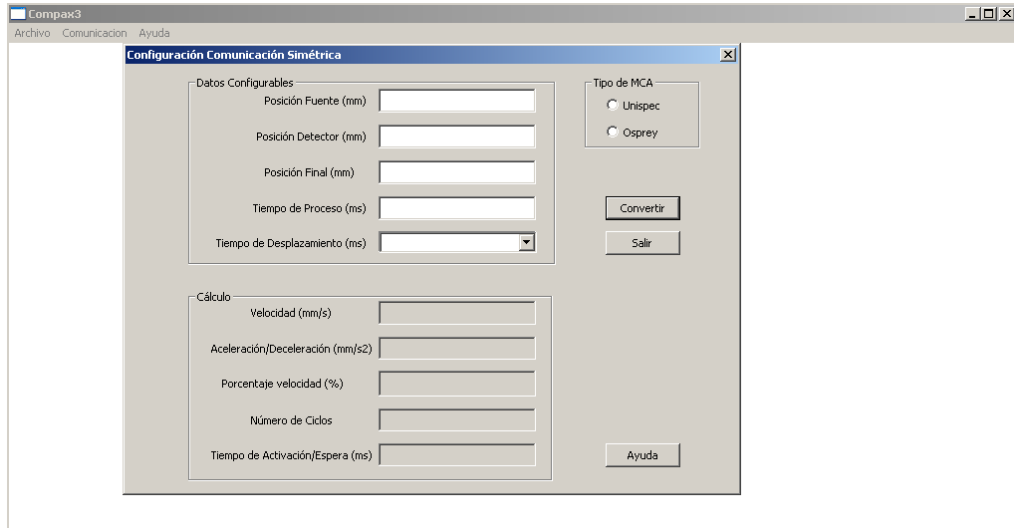 Compax3
Archivo Comunicacion Ayuda
Configuración Comunicación Simétrica
Datos Configurables
Posición Fuente (mm)
Posición Detector (mm)
Posición Final (mm)
Tiempo de Proceso (ms)
Tiempo de Desplazamiento (ms)
Tipo de MCA
Unispec
Osprey
Convertir
Salir
Cálculo
Velocidad (mm/s)
Aceleración/Deceleración (mm/s2)
Porcentaje velocidad (%)
Número de Ciclos
Tiempo de Activación/Espera (ms)
Ayuda